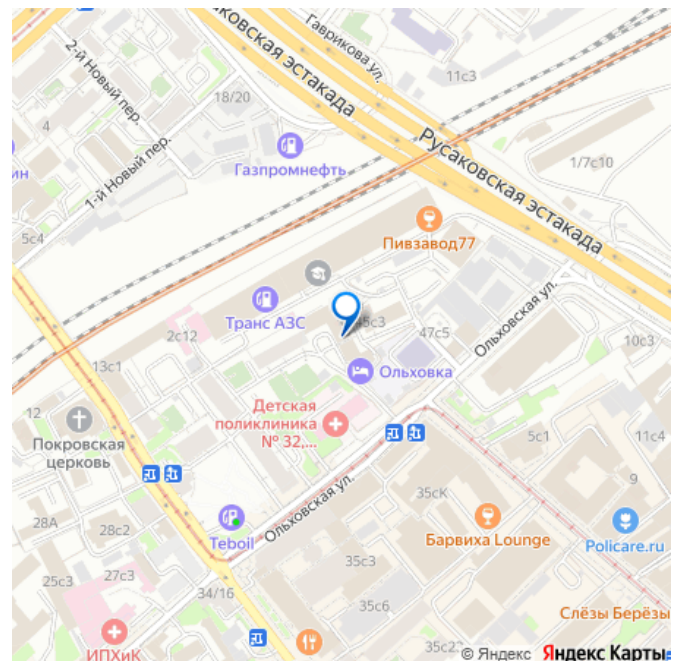 Гаврикова ул.
2-й Новый пер.
Русаковская эстакада
11с3
18/20
4
Газпромнефть
Русаковская эстакада
1/7с10
ин
1-й Новый пер.
5с4
Пивзавод77
Транс АЗС
45с3
47с5
Ольховская ул.
10с3
2с12
13с1
Ольховка
Детская
поликлиника
№ 32,...
12
Покровская
церковь
5с1
11с4
35сК
9
28А
28с2
Teboil
Ольховская ул.
Барвиха Lounge
Policare.ru
25с3
27с3
35с3
34/16
35с6
Слёзы Берёзы
ИПХиК
35с2
© Яндекс Яндекс Карты